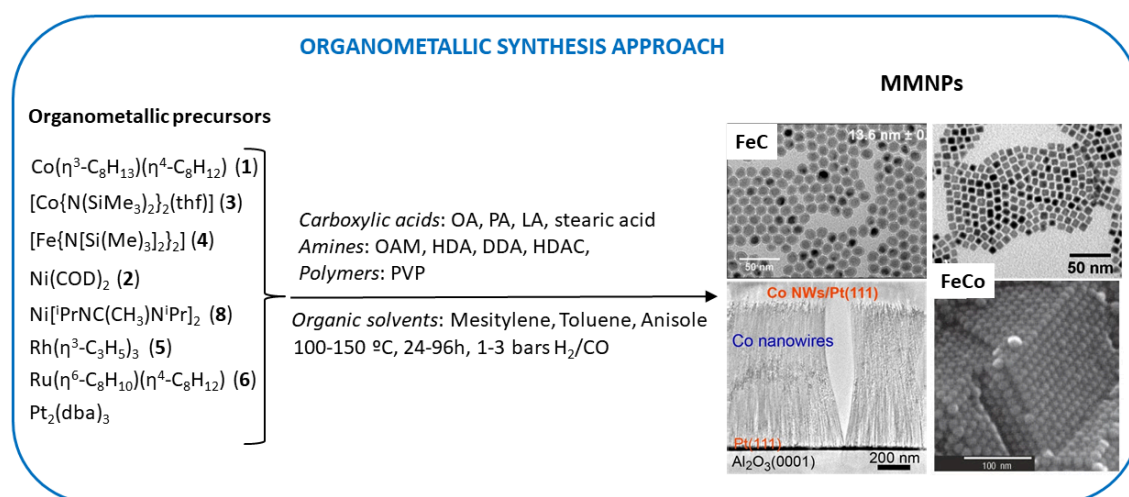 ORGANOMETALLIC SYNTHESIS APPROACH
MMNPs
Organometallic precursors
Co(η³-C₈H₁₃)(η⁴-C₈H₁₂) (1)
[Co{N(SiMe₃)₂}₂(thf)] (3)
[Fe{N[Si(Me)₃]₂}₂] (4)
Ni(COD)₂ (2)
Ni[ⁱPrNC(CH₃)NⁱPr]₂ (8)
Rh(η³-C₃H₅)₃ (5)
Ru(η⁶-C₈H₁₀)(η⁴-C₈H₁₂) (6)
Pt₂(dba)₃
Carboxylic acids: OA, PA, LA, stearic acid
Amines: OAM, HDA, DDA, HDAC,
Polymers: PVP
Organic solvents: Mesitylene, Toluene, Anisole
100-150 ºC, 24-96h, 1-3 bars H₂/CO
FeC
13.6 nm ± 0.
50 nm
50 nm
Co NWs/Pt(111)
Co nanowires
Pt(111)
Al₂O₃(0001)
200 nm
FeCo
100 nm